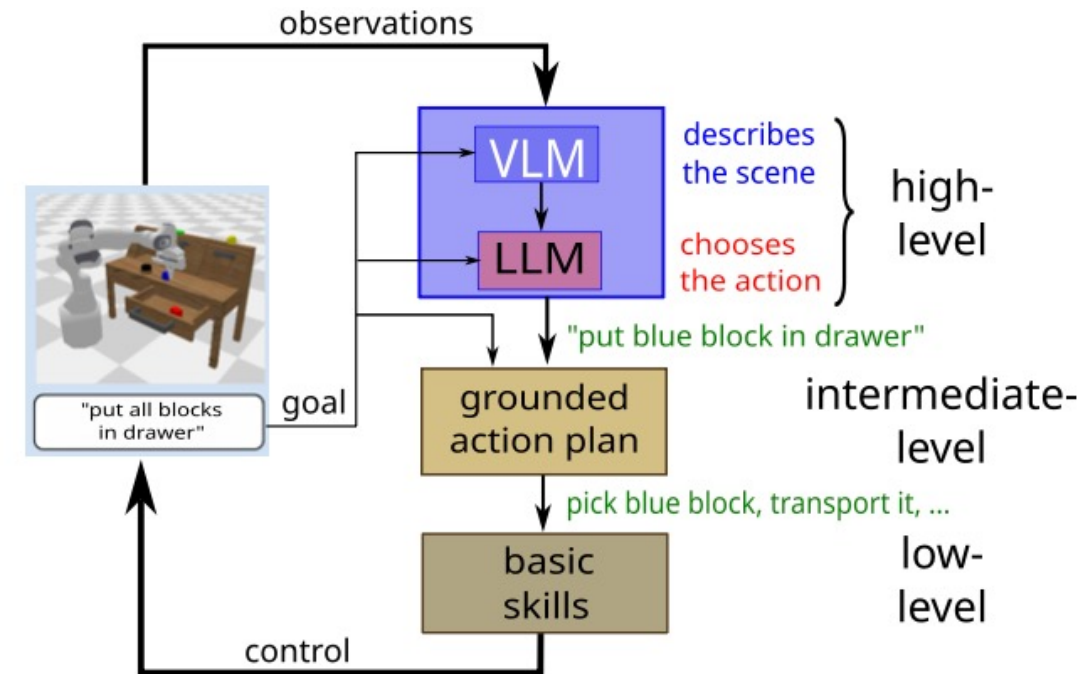 observations
VLM
describes
the scene
LLM
chooses
the action
high-
level
"put blue block in drawer"
"put all blocks
in drawer"
goal
grounded
action plan
intermediate-
level
pick blue block, transport it, ...
basic
skills
low-
level
control